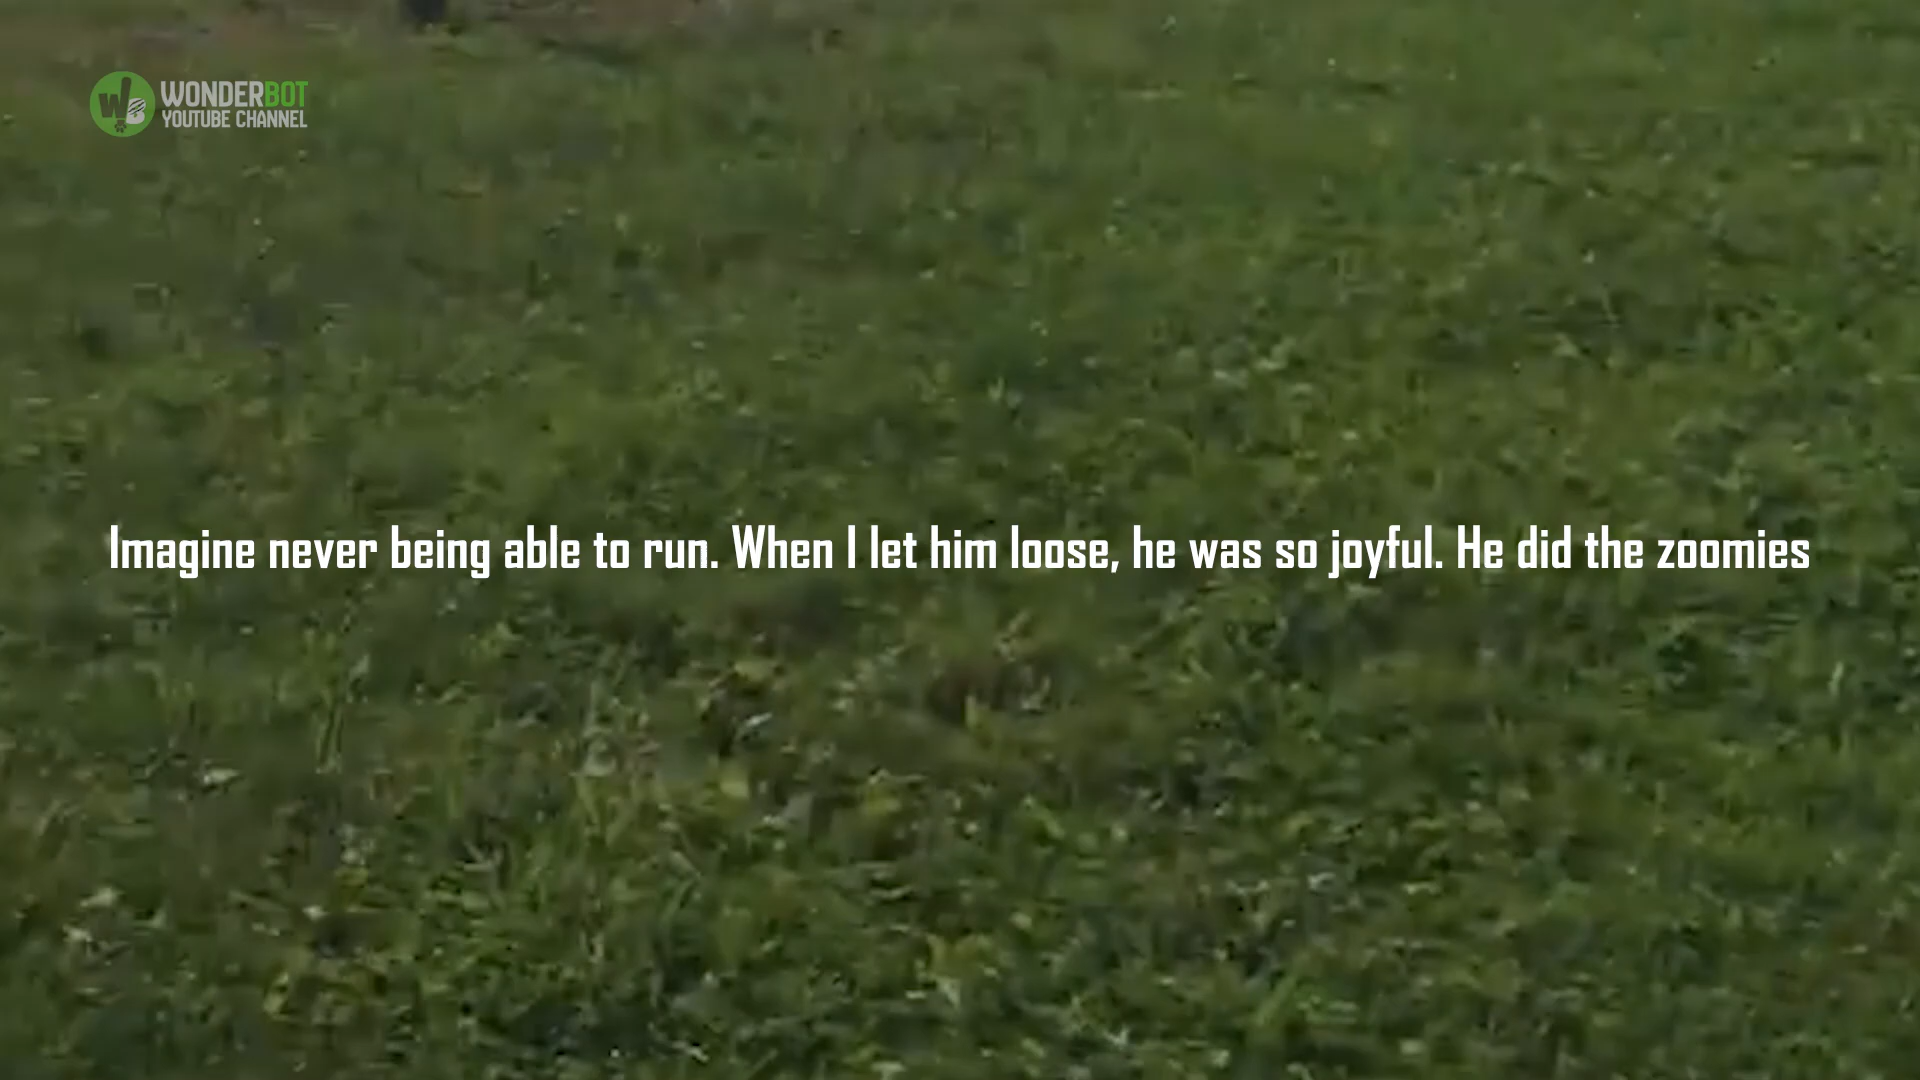 WONDERBOT
YOUTUBE CHANNEL
Imagine never being able to run. When I let him loose, he was so joyful. He did the zoomies